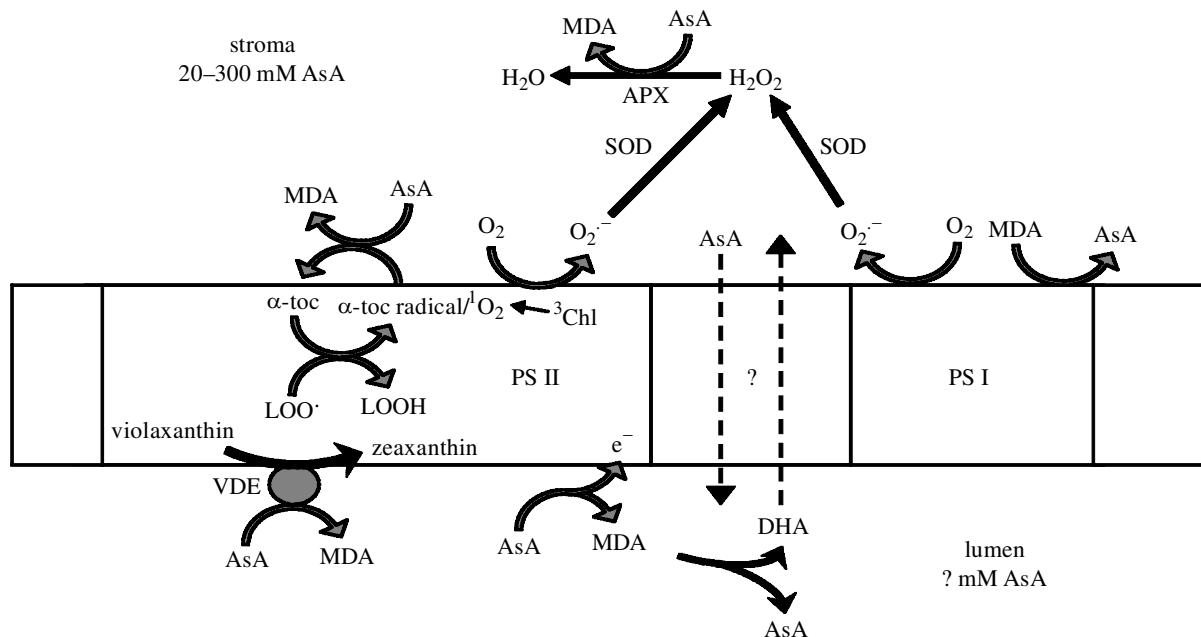 MDA
AsA
stroma
20–300 mM AsA
H₂O
H₂O₂
APX
SOD
SOD
MDA
AsA
O₂
O₂·⁻
AsA
O₂·⁻
O₂
MDA
AsA
α-toc
α-toc radical/¹O₂
³Chl
PS II
?
PS I
LOO·
LOOH
violaxanthin
zeaxanthin
e⁻
VDE
AsA
MDA
AsA
MDA
DHA
AsA
lumen
? mM AsA